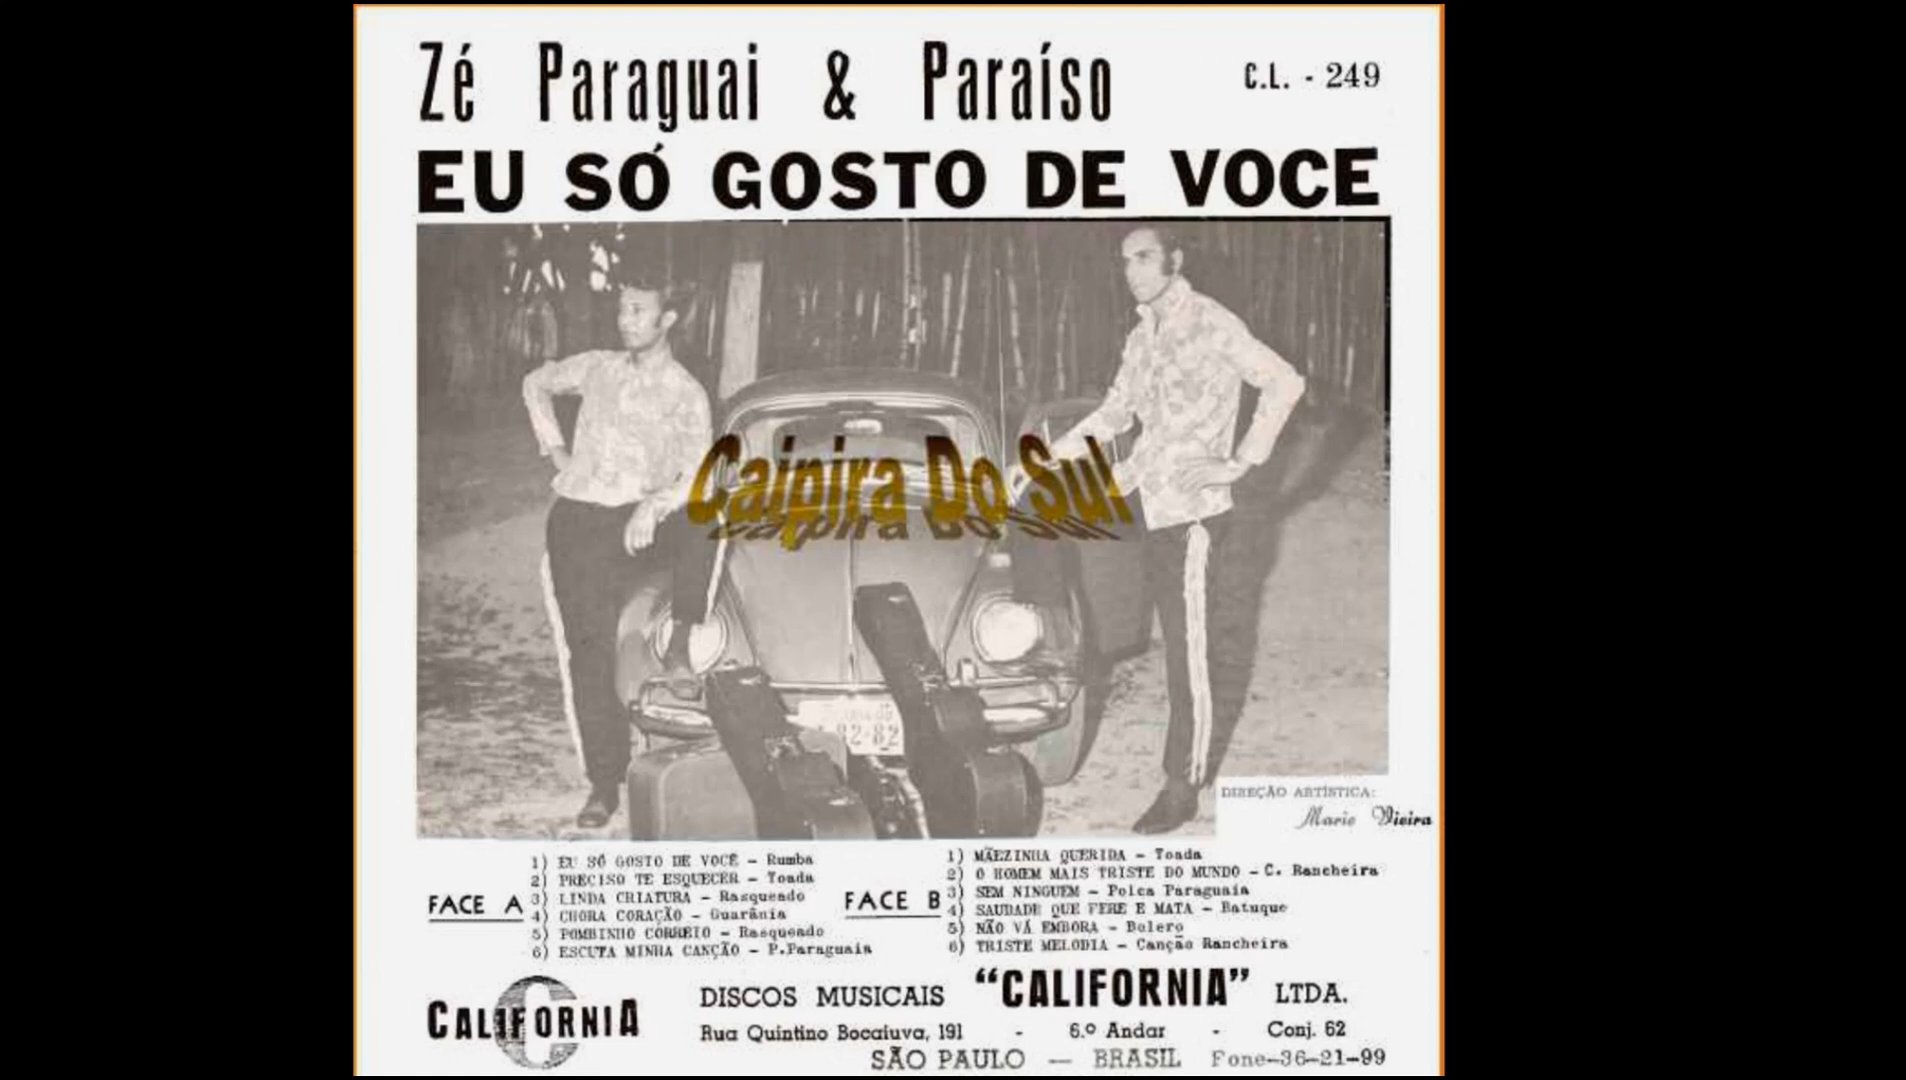 Zé Paraguai & Paraíso
C.L. - 249
EU SÓ GOSTO DE VOCE
Caipira Do Sul
82-82
DIREÇÃO ARTÍSTICA:
Mario Vieira
FACE A
1) EU SÓ GOSTO DE VOCÊ - Rumba
2) PRECISO TE ESQUECER - Toada
3) LINDA CRIATURA - Rasqueado
4) CHORA CORAÇÃO - Guarânia
5) POMBINHO CORREIO - Rasqueado
6) ESCUTA MINHA CANÇÃO - P.Paraguaia
FACE B
1) MÃEZINHA QUERIDA - Toada
2) O HOMEM MAIS TRISTE DO MUNDO - C. Rancheira
3) SEM NINGUEM - Polca Paraguaia
4) SAUDADE QUE FERE E MATA - Batuque
5) NÃO VÁ EMBORA - Bolero
6) TRISTE MELODIA - Canção Rancheira
CALIFORNIA
DISCOS MUSICAIS "CALIFORNIA" LTDA.
Rua Quintino Bocaiuva, 191 - 6.º Andar - Conj. 62
SÃO PAULO — BRASIL Fone-36-21-99